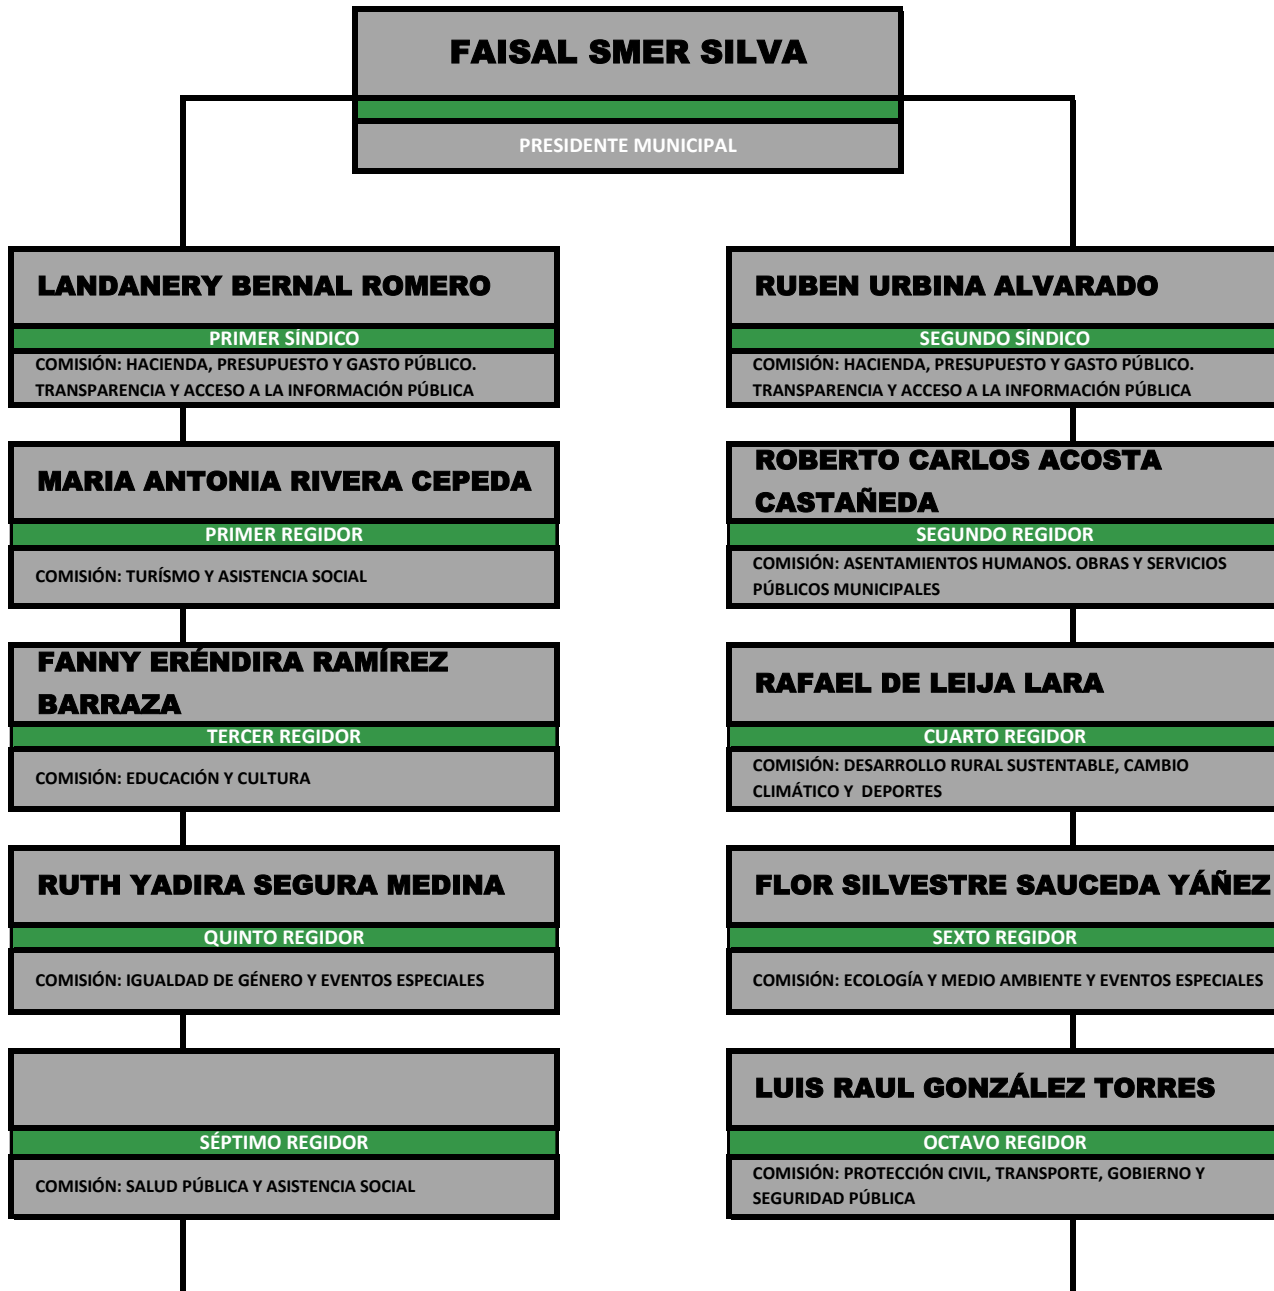 FAISAL SMER SILVA
PRESIDENTE MUNICIPAL
LANDANERY BERNAL ROMERO
PRIMER SÍNDICO
COMISIÓN: HACIENDA, PRESUPUESTO Y GASTO PÚBLICO.
TRANSPARENCIA Y ACCESO A LA INFORMACIÓN PÚBLICA
RUBEN URBINA ALVARADO
SEGUNDO SÍNDICO
COMISIÓN: HACIENDA, PRESUPUESTO Y GASTO PÚBLICO.
TRANSPARENCIA Y ACCESO A LA INFORMACIÓN PÚBLICA
MARIA ANTONIA RIVERA CEPEDA
PRIMER REGIDOR
COMISIÓN: TURÍSMO Y ASISTENCIA SOCIAL
ROBERTO CARLOS ACOSTA
CASTAÑEDA
SEGUNDO REGIDOR
COMISIÓN: ASENTAMIENTOS HUMANOS. OBRAS Y SERVICIOS
PÚBLICOS MUNICIPALES
FANNY ERÉNDIRA RAMÍREZ
BARRAZA
TERCER REGIDOR
COMISIÓN: EDUCACIÓN Y CULTURA
RAFAEL DE LEIJA LARA
CUARTO REGIDOR
COMISIÓN: DESARROLLO RURAL SUSTENTABLE, CAMBIO
CLIMÁTICO Y  DEPORTES
RUTH YADIRA SEGURA MEDINA
QUINTO REGIDOR
COMISIÓN: IGUALDAD DE GÉNERO Y EVENTOS ESPECIALES
FLOR SILVESTRE SAUCEDA YÁÑEZ
SEXTO REGIDOR
COMISIÓN: ECOLOGÍA Y MEDIO AMBIENTE Y EVENTOS ESPECIALES
SÉPTIMO REGIDOR
COMISIÓN: SALUD PÚBLICA Y ASISTENCIA SOCIAL
LUIS RAUL GONZÁLEZ TORRES
OCTAVO REGIDOR
COMISIÓN: PROTECCIÓN CIVIL, TRANSPORTE, GOBIERNO Y
SEGURIDAD PÚBLICA